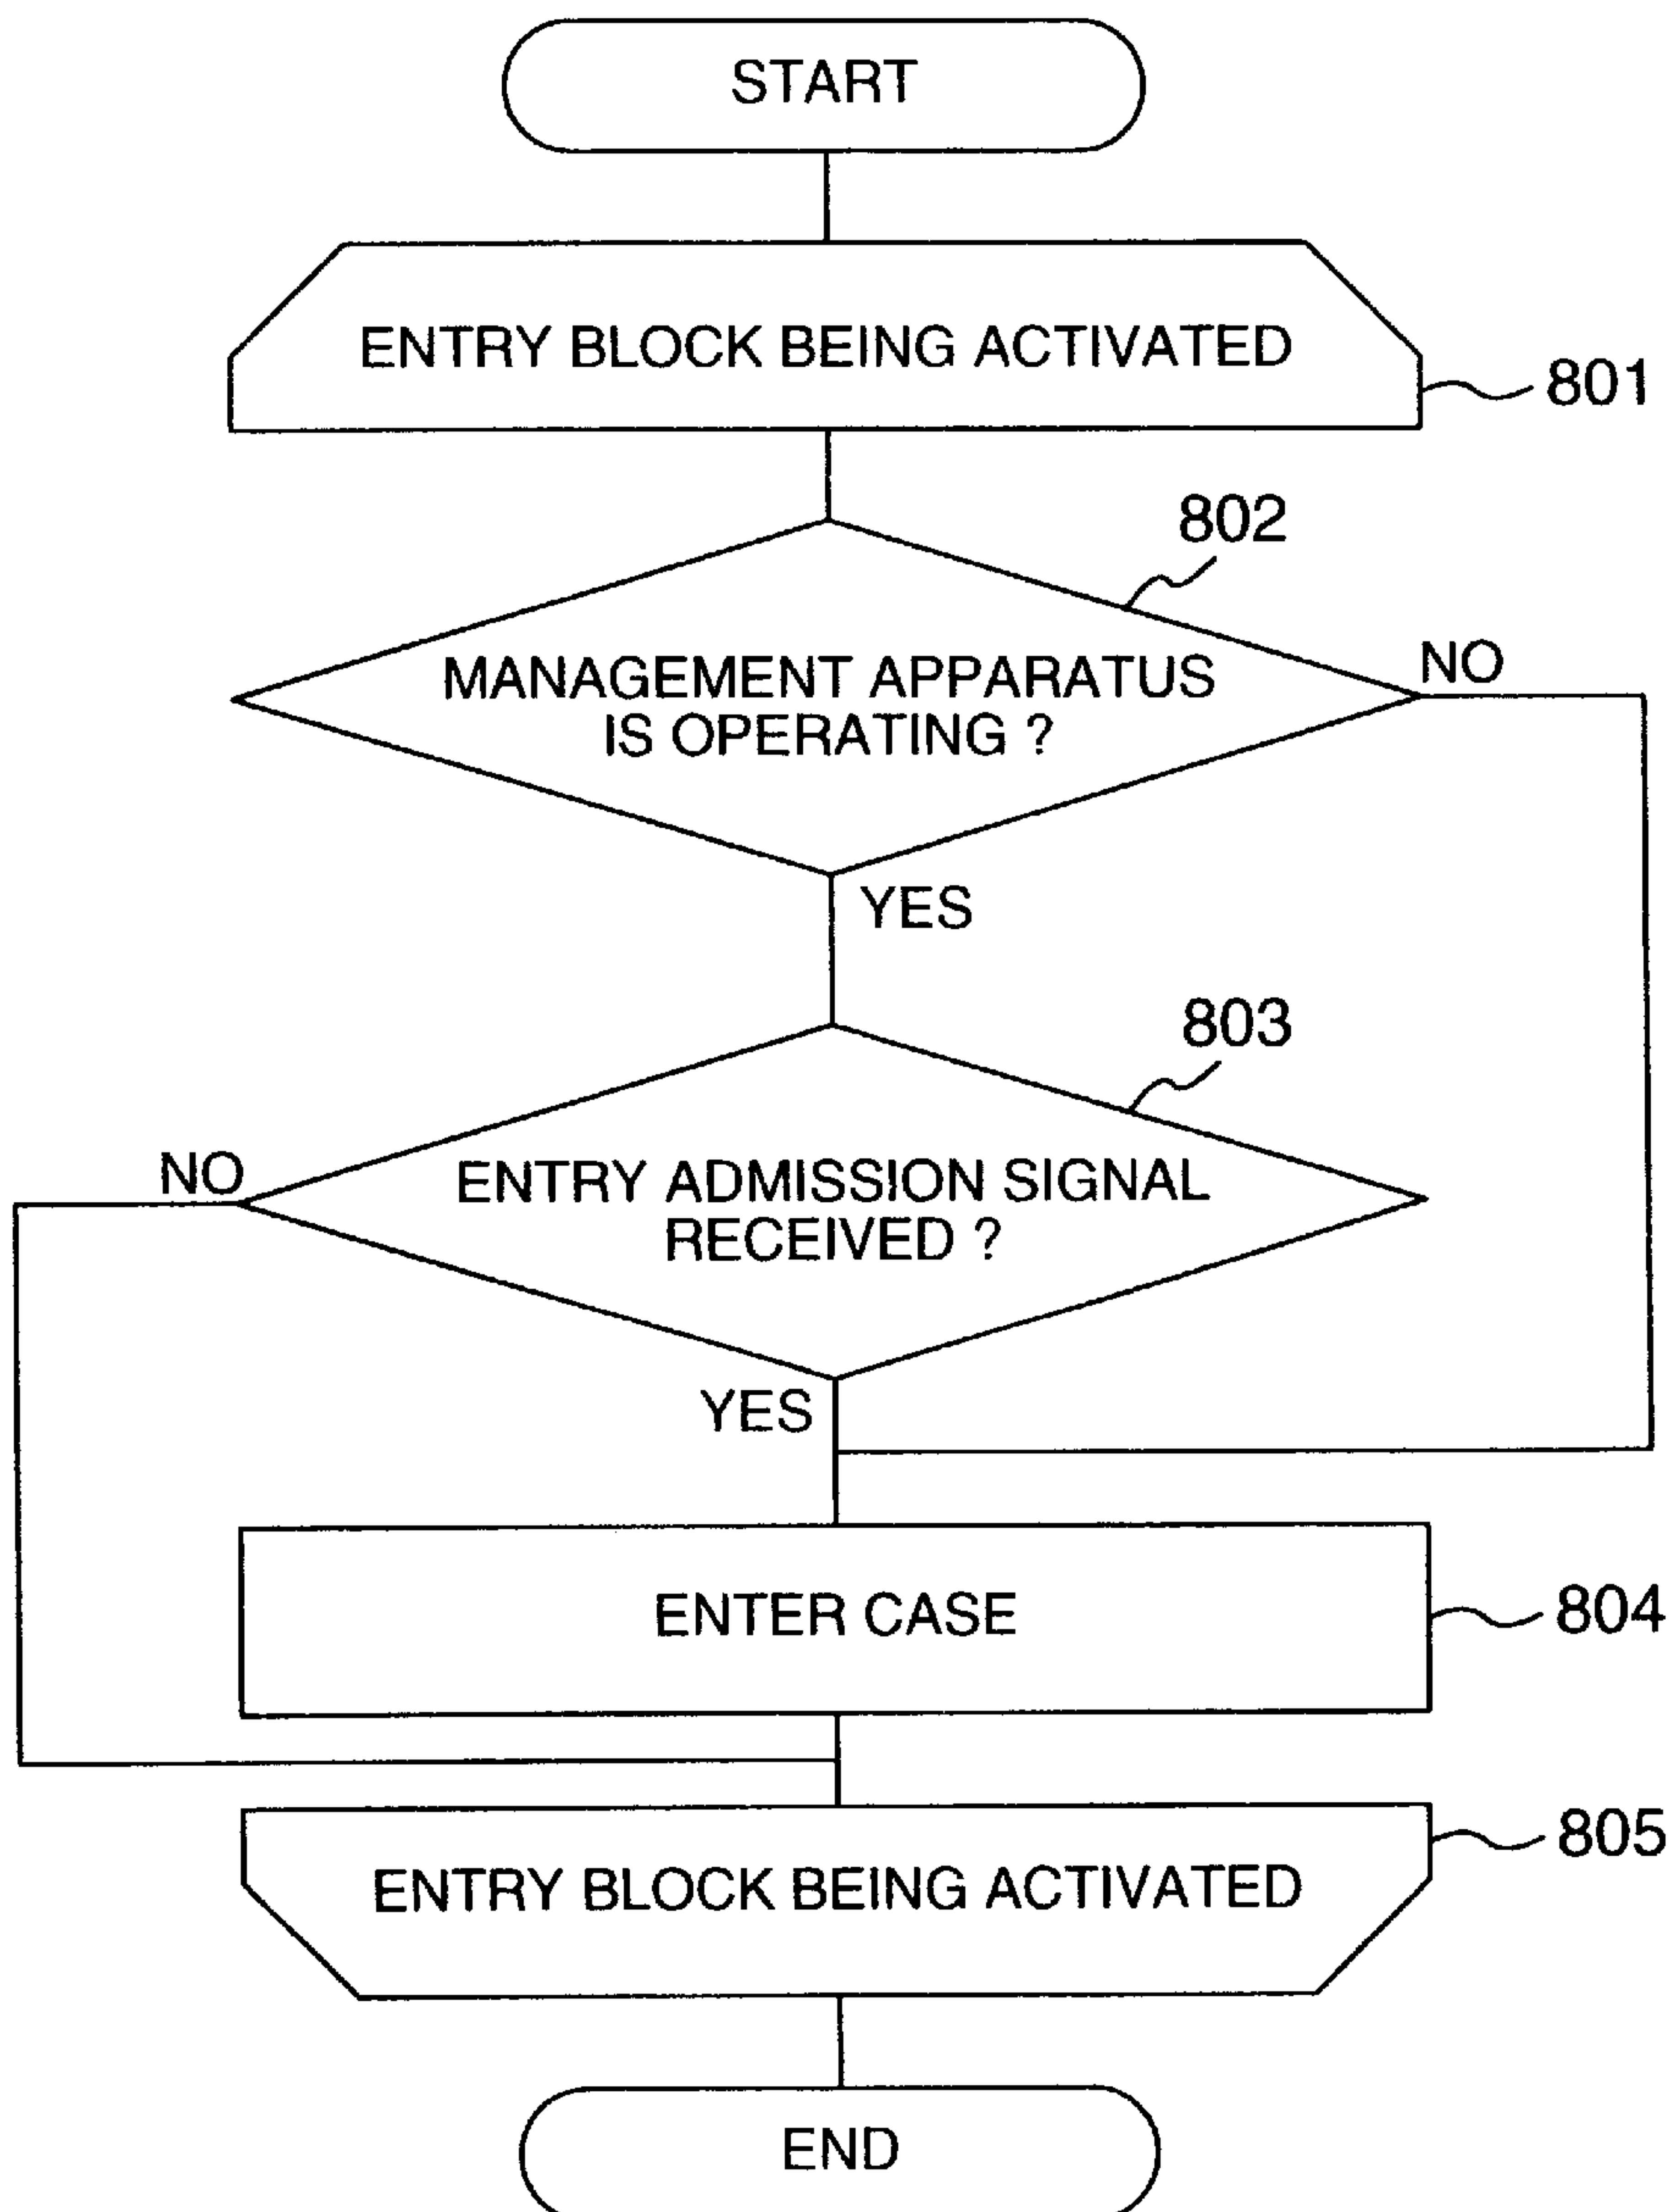 START
ENTRY BLOCK BEING ACTIVATED
801
802
MANAGEMENT APPARATUS
IS OPERATING ?
NO
YES
803
NO
ENTRY ADMISSION SIGNAL
RECEIVED ?
YES
ENTER CASE
804
805
ENTRY BLOCK BEING ACTIVATED
END